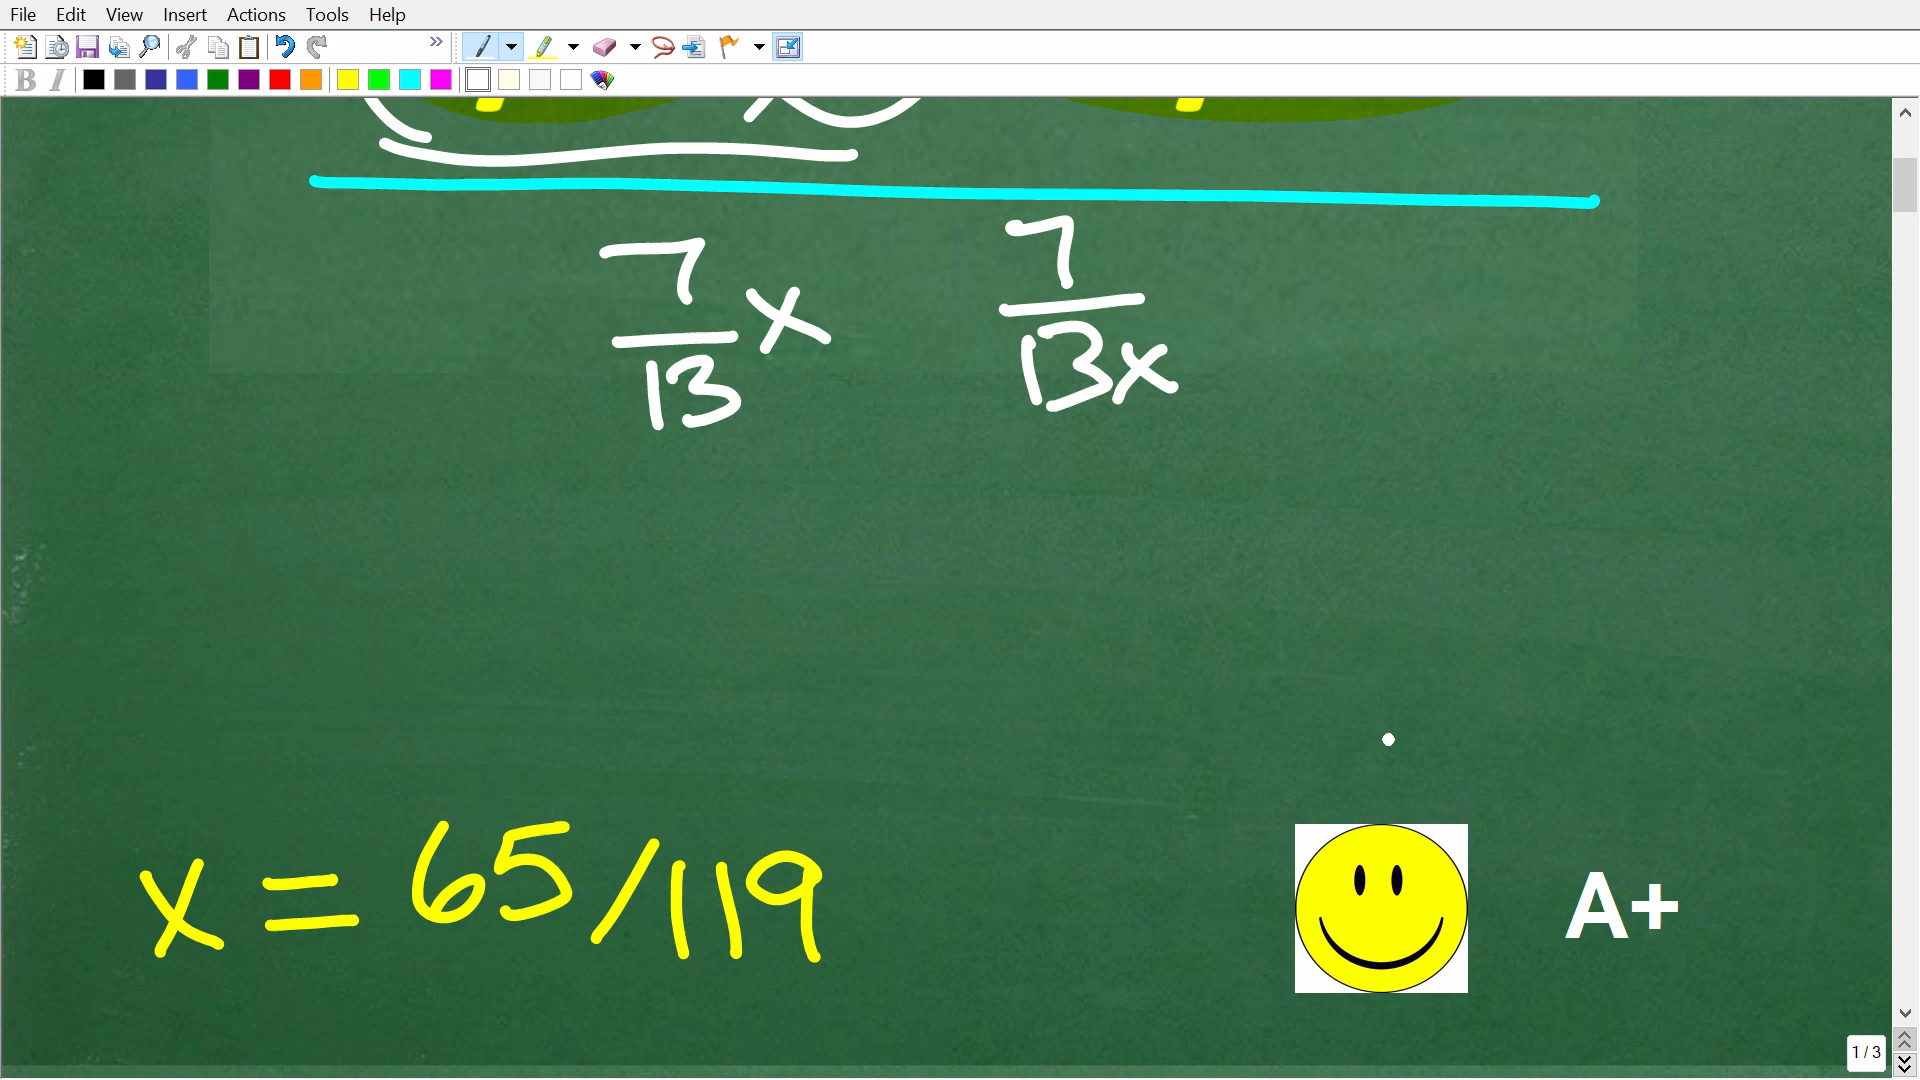 File Edit View Insert Actions Tools Help
B I
7/13 x 7/13x
x = 65/119
A+
1 / 3